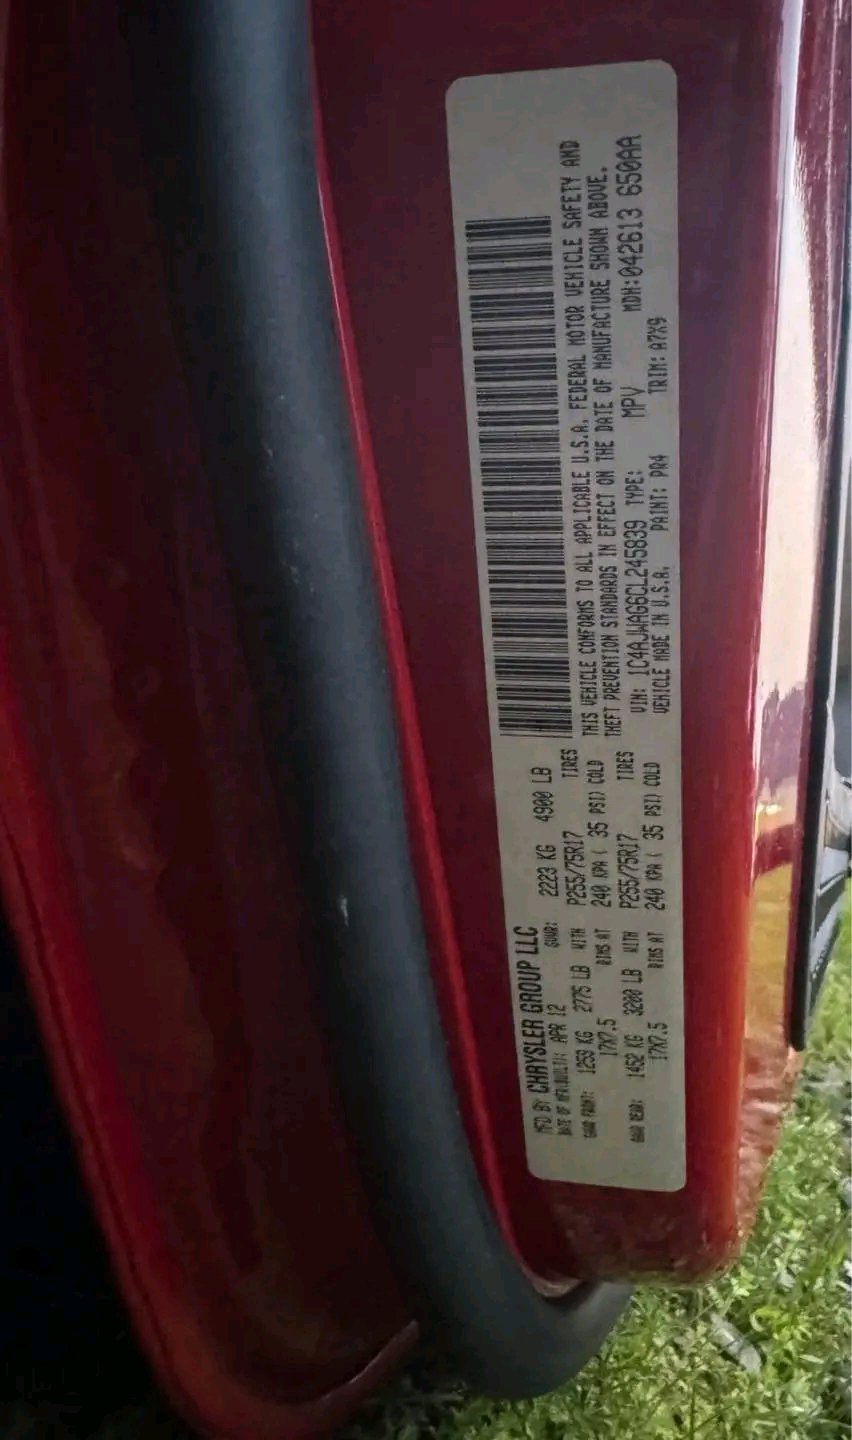 MFD BY CHRYSLER GROUP LLC
DATE OF MFR(BUILT): APR 12 GVWR: 2223 KG 4900 LB
GAWR FRONT: 1259 KG 2775 LB WITH P255/75R17 TIRES
17X7.5 RIMS AT 240 KPA ( 35 PSI) COLD
GAWR REAR: 1452 KG 3200 LB WITH P255/75R17 TIRES
17X7.5 RIMS AT 240 KPA ( 35 PSI) COLD
THIS VEHICLE CONFORMS TO ALL APPLICABLE U.S.A. FEDERAL MOTOR VEHICLE SAFETY AND
THEFT PREVENTION STANDARDS IN EFFECT ON THE DATE OF MANUFACTURE SHOWN ABOVE.
VIN: 1C4AJWAG6CL245839 TYPE: MPV MDH:042613 650AA
VEHICLE MADE IN U.S.A. PAINT: PR4 TRIM: A7X9